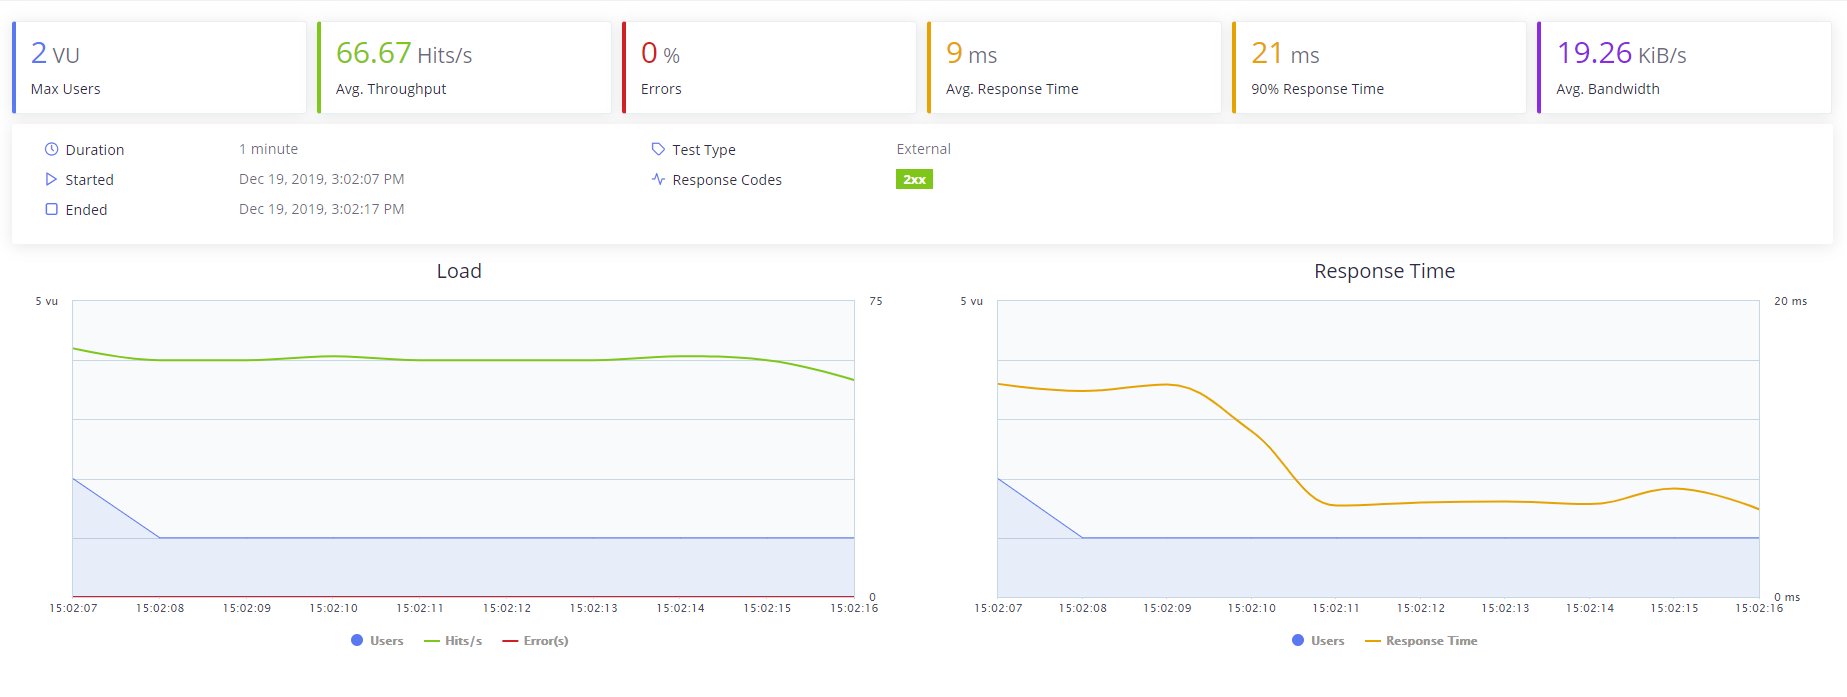 2 VU
Max Users
66.67 Hits/s
Avg. Throughput
0 %
Errors
9 ms
Avg. Response Time
21 ms
90% Response Time
19.26 KiB/s
Avg. Bandwidth
Duration 1 minute
Started Dec 19, 2019, 3:02:07 PM
Ended Dec 19, 2019, 3:02:17 PM
Test Type External
Response Codes 2xx
Load
5 vu 75
0
15:02:07 15:02:08 15:02:09 15:02:10 15:02:11 15:02:12 15:02:13 15:02:14 15:02:15 15:02:16
Users Hits/s Error(s)
Response Time
5 vu 20 ms
0 ms
15:02:07 15:02:08 15:02:09 15:02:10 15:02:11 15:02:12 15:02:13 15:02:14 15:02:15 15:02:16
Users Response Time